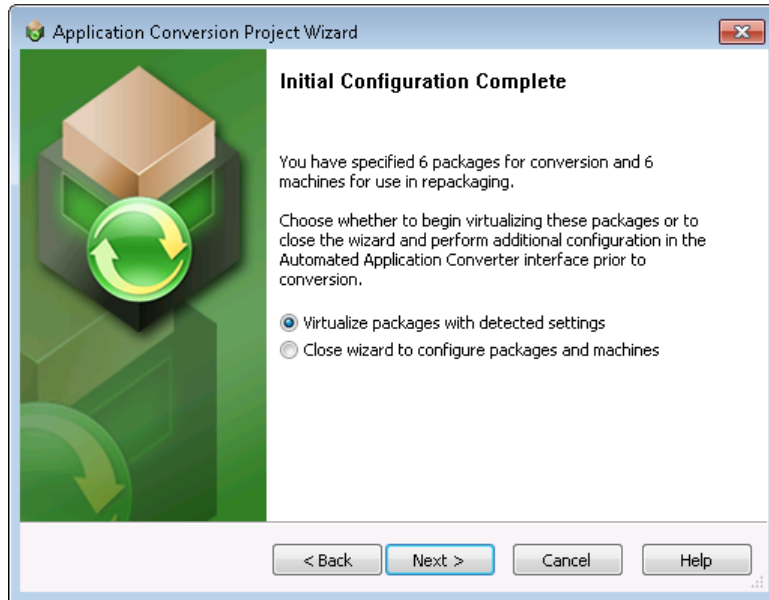 Application Conversion Project Wizard
Initial Configuration Complete
You have specified 6 packages for conversion and 6
machines for use in repackaging.
Choose whether to begin virtualizing these packages or to
close the wizard and perform additional configuration in the
Automated Application Converter interface prior to
conversion.
Virtualize packages with detected settings
Close wizard to configure packages and machines
< Back
Next >
Cancel
Help